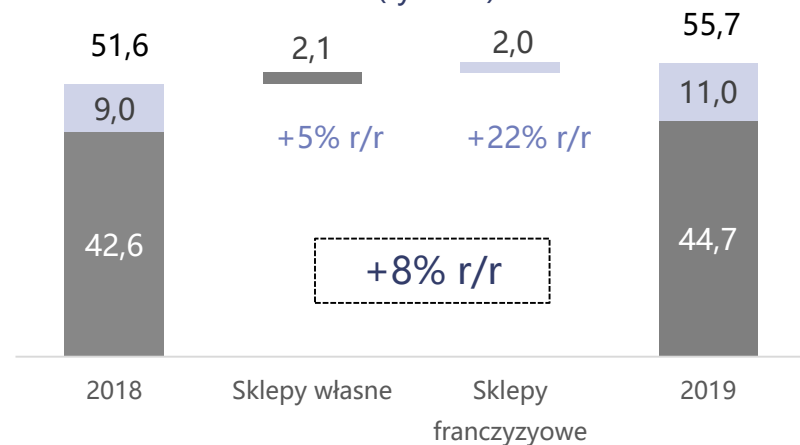 51,6
2,1
2,0
55,7
9,0
11,0
+5% r/r
+22% r/r
42,6
44,7
+8% r/r
2018
Sklepy własne
Sklepy
franczyzyowe
2019